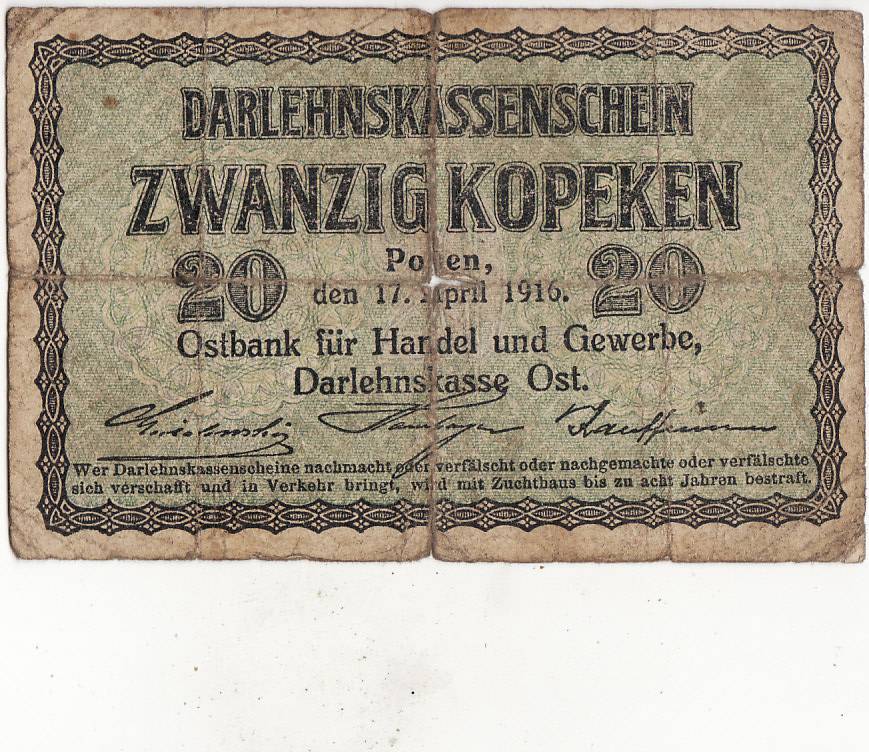 DARLEHNSKASSENSCHEIN
ZWANZIG KOPEKEN
Posen,
20 den 17. April 1916. 20
Ostbank für Handel und Gewerbe,
Darlehnskasse Ost.
Wer Darlehnskassenscheine nachmacht oder verfälscht oder nachgemachte oder verfälschte
sich verschafft und in Verkehr bringt, wird mit Zuchthaus bis zu acht Jahren bestraft.